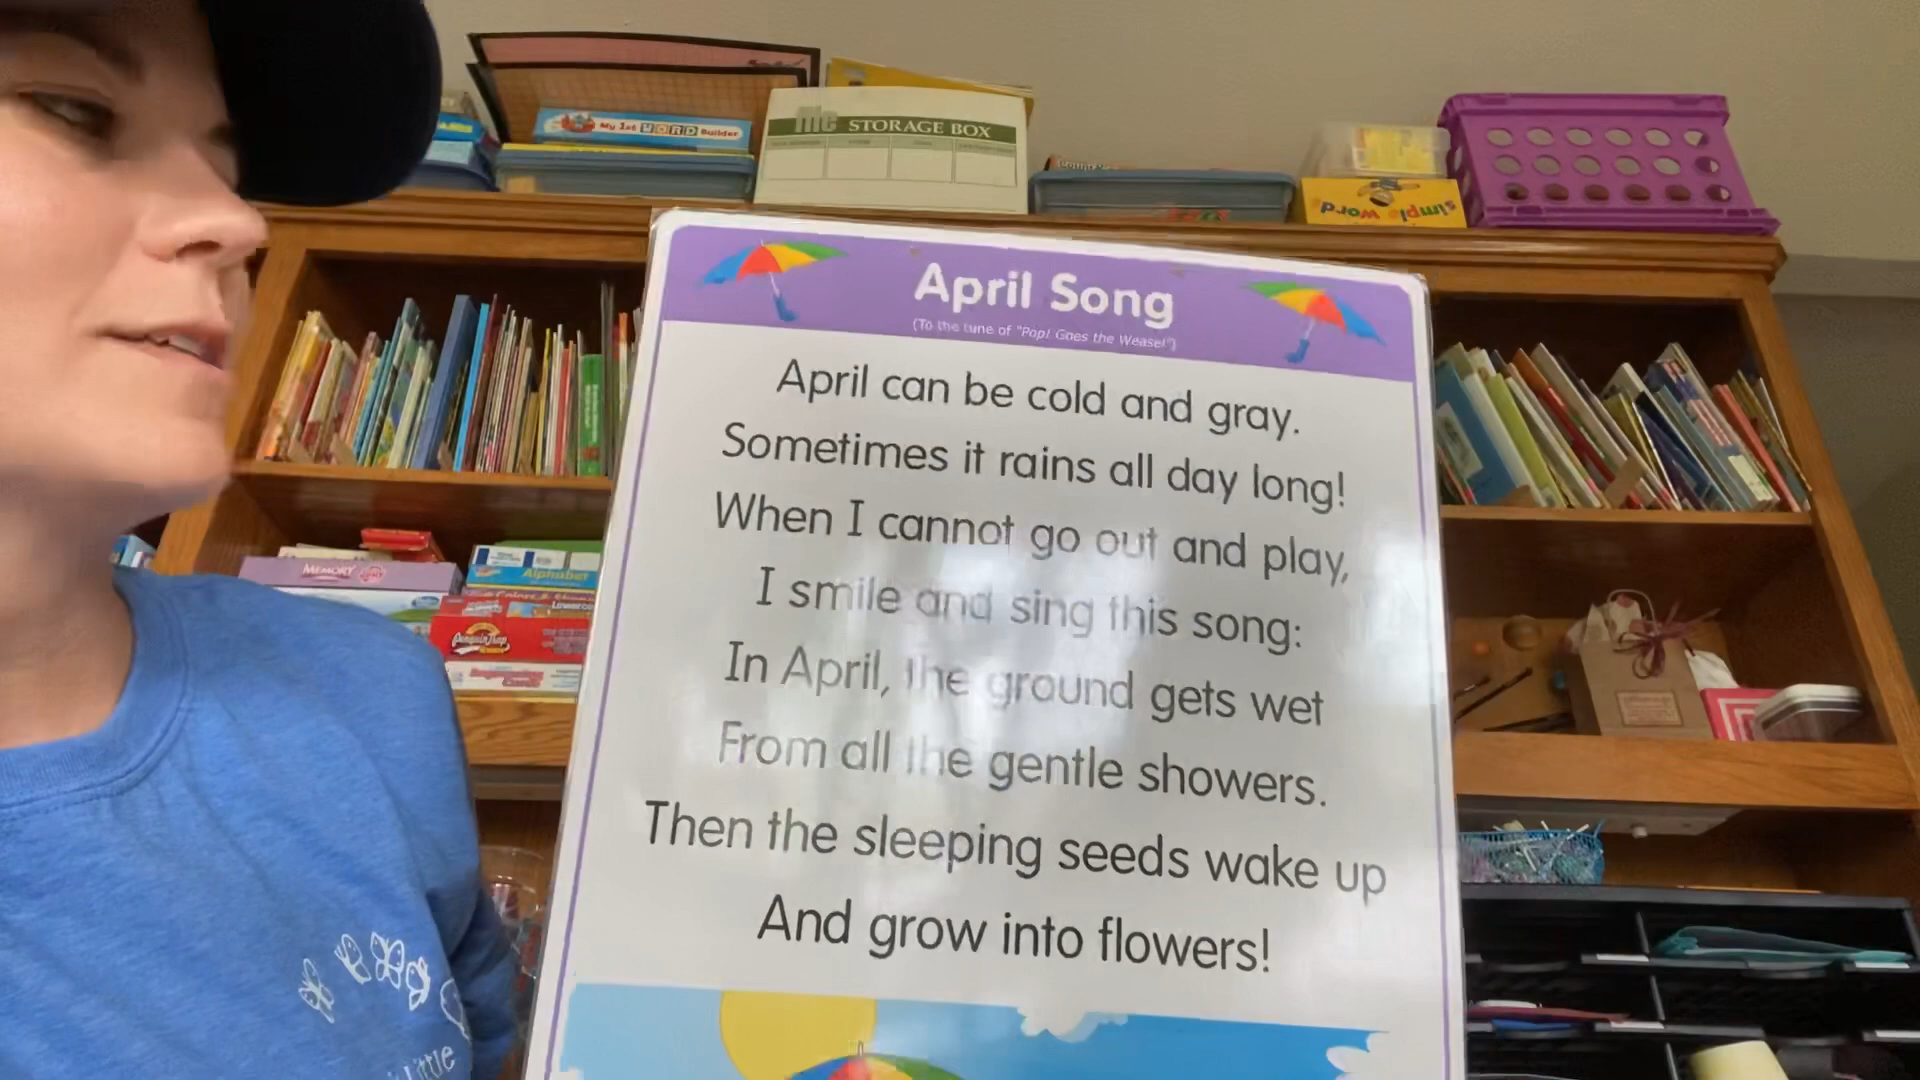 My 1st WORD Builder
STORAGE BOX
simple word
April Song
(To the tune of "Pop! Goes the Weasel")
April can be cold and gray.
Sometimes it rains all day long!
When I cannot go out and play,
I smile and sing this song:
In April, the ground gets wet
From all the gentle showers.
Then the sleeping seeds wake up
And grow into flowers!
MEMORY
Alphabet
Penguin Trap
Little